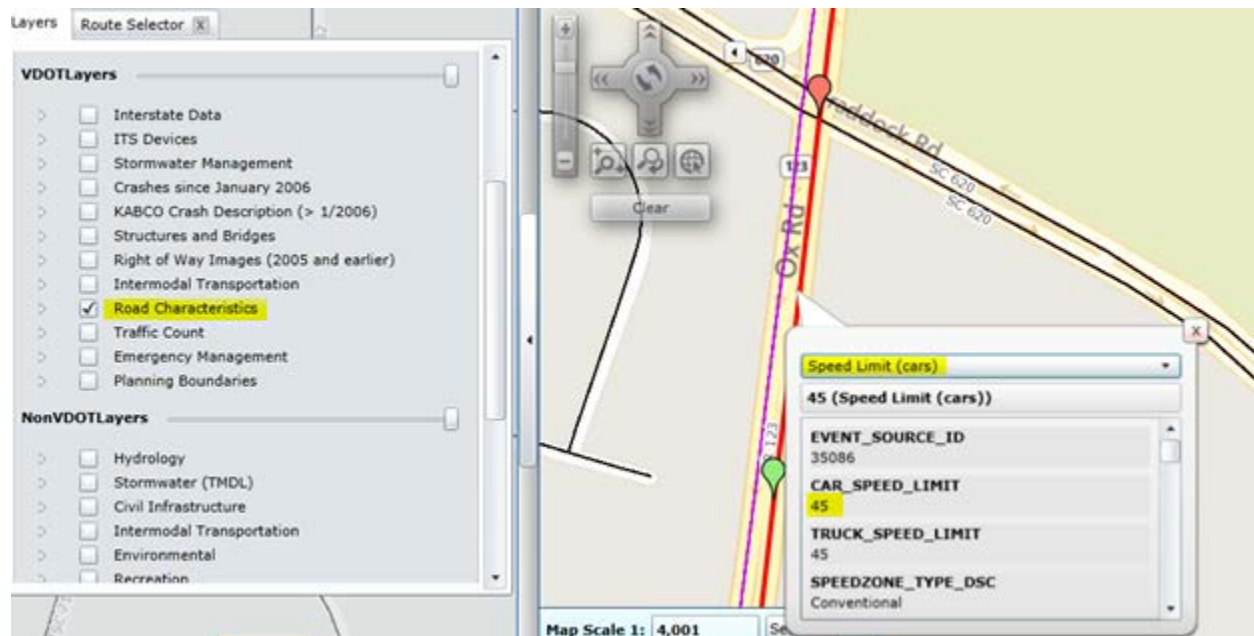 Layers
Route Selector X
VDOTLayers
Interstate Data
ITS Devices
Stormwater Management
Crashes since January 2006
KABCO Crash Description (> 1/2006)
Structures and Bridges
Right of Way Images (2005 and earlier)
Intermodal Transportation
Road Characteristics
Traffic Count
Emergency Management
Planning Boundaries
NonVDOTLayers
Hydrology
Stormwater (TMDL)
Civil Infrastructure
Intermodal Transportation
Environmental
Recreation
Clear
620
raddock Rd
SC 620
SC 620
123
Ox Rd
123
X
Speed Limit (cars)
45 (Speed Limit (cars))
EVENT_SOURCE_ID
35086
CAR_SPEED_LIMIT
45
TRUCK_SPEED_LIMIT
45
SPEEDZONE_TYPE_DSC
Conventional
Map Scale 1: 4,001